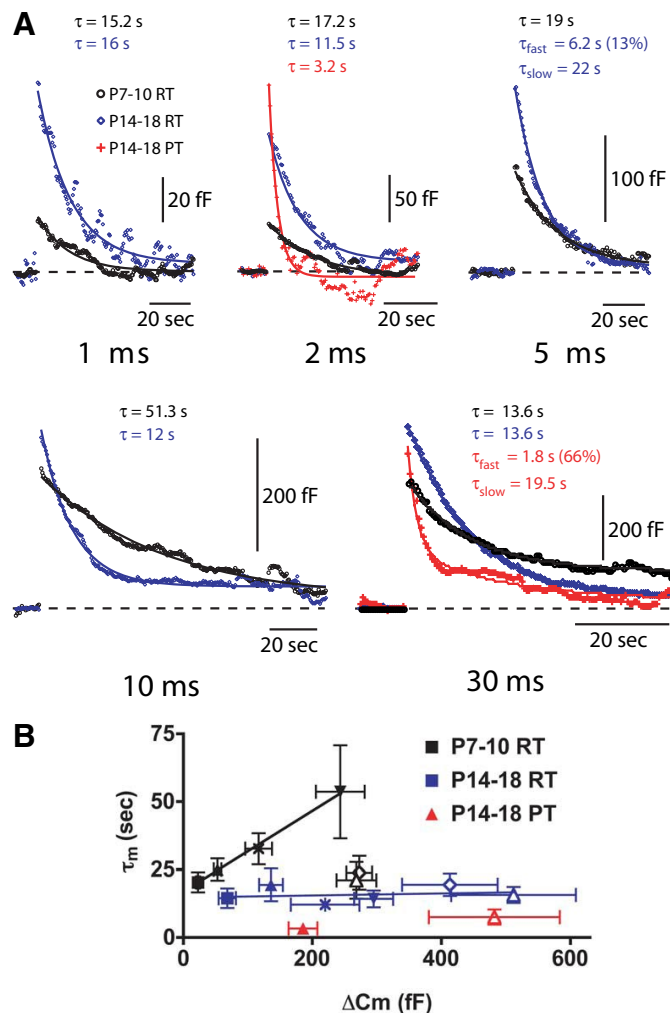 A
τ = 15.2 s
τ = 16 s
τ = 17.2 s
τ = 11.5 s
τ = 3.2 s
τ = 19 s
τfast = 6.2 s (13%)
τslow = 22 s
P7-10 RT
P14-18 RT
P14-18 PT
20 fF
50 fF
100 fF
20 sec
20 sec
20 sec
1 ms
2 ms
5 ms
τ = 51.3 s
τ = 12 s
τ = 13.6 s
τ = 13.6 s
τfast = 1.8 s (66%)
τslow = 19.5 s
200 fF
200 fF
20 sec
20 sec
10 ms
30 ms
B
75
50
25
0
τm (sec)
P7-10 RT
P14-18 RT
P14-18 PT
0
200
400
600
ΔCm (fF)